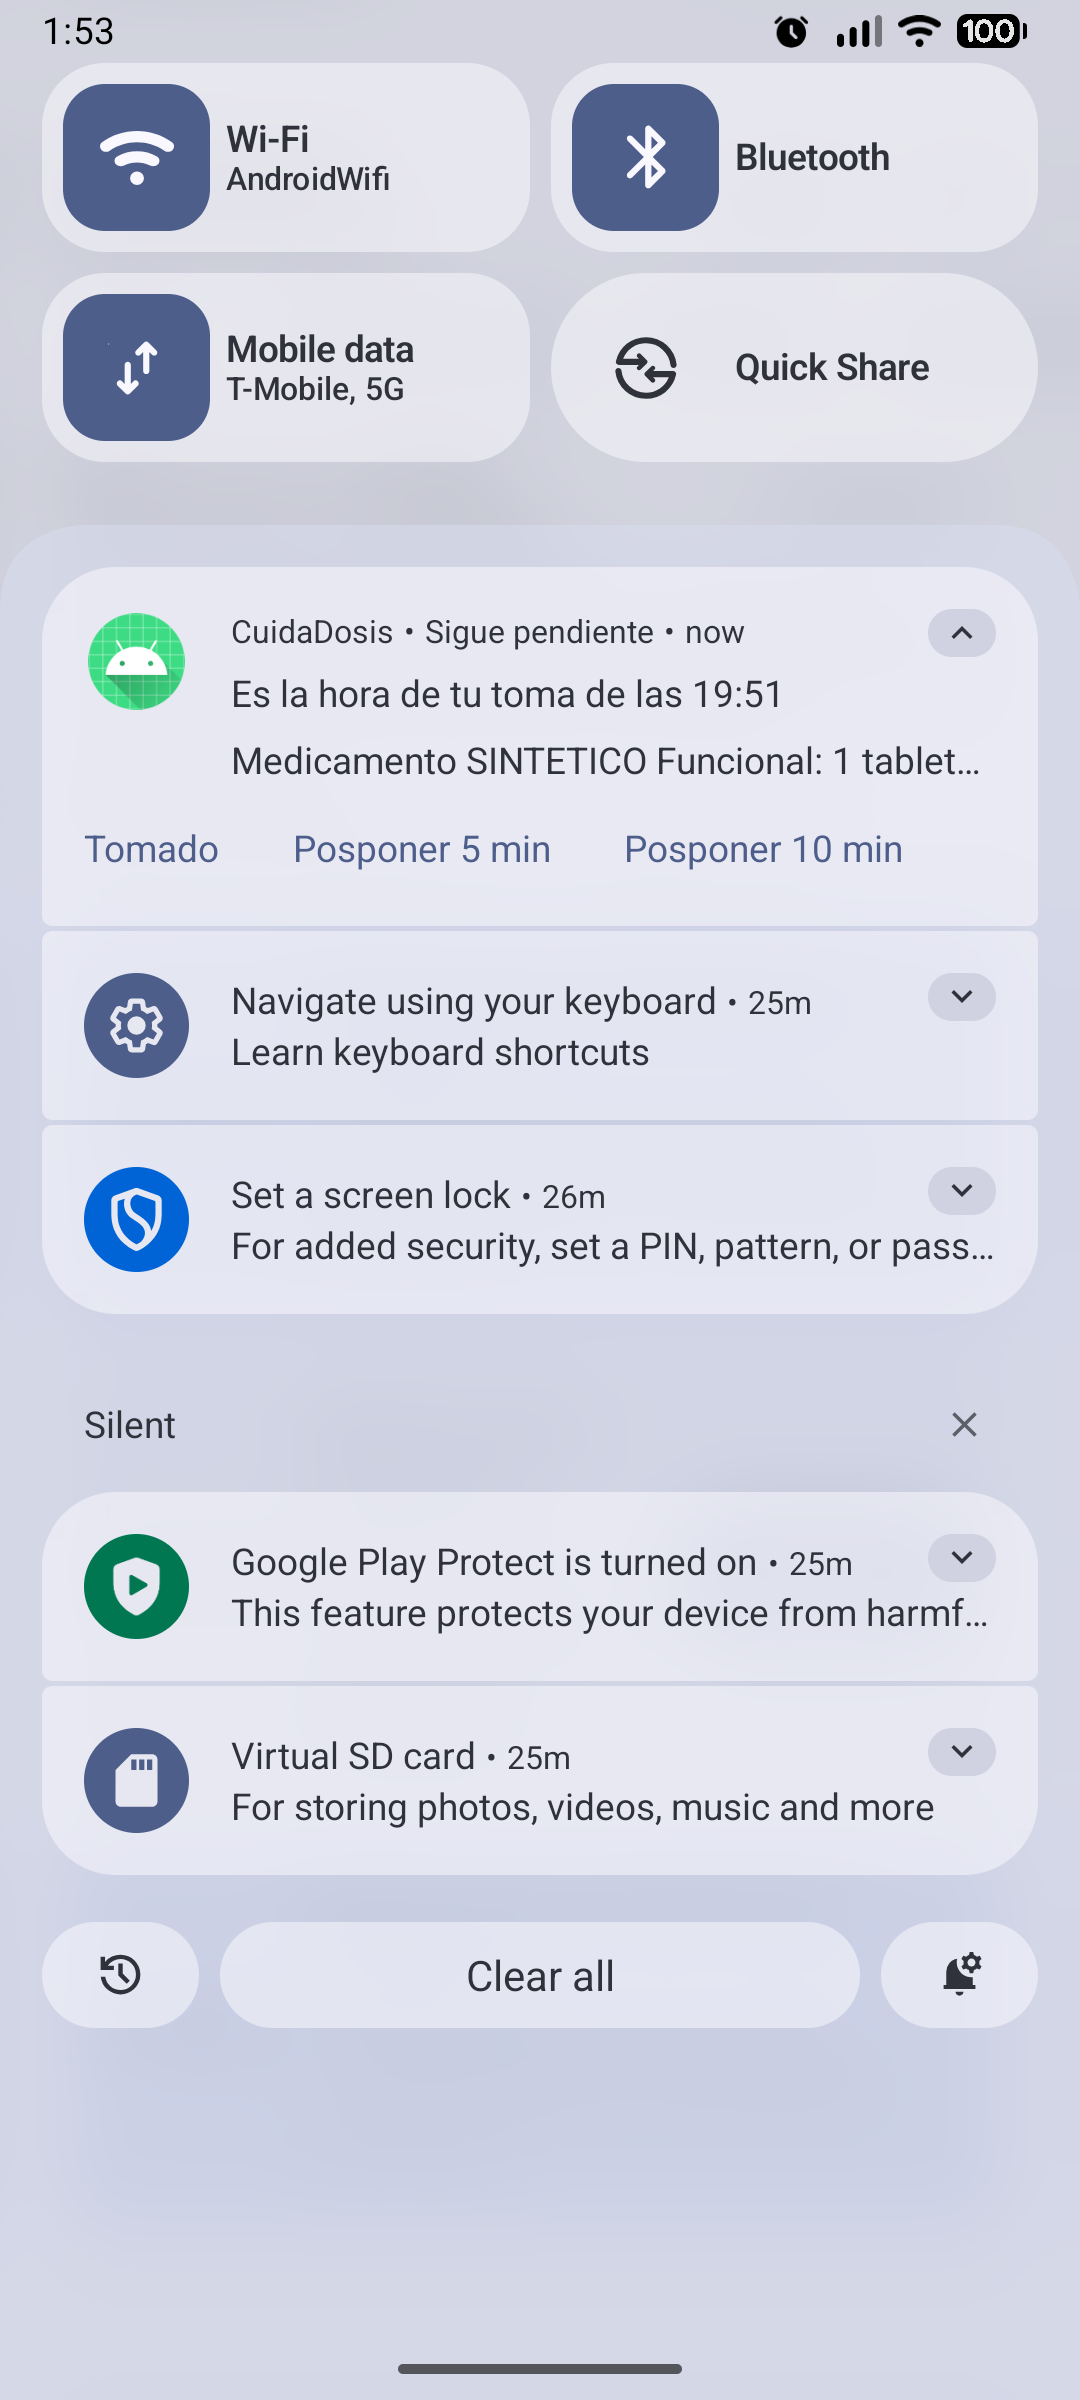 1:53
100
Wi-Fi
AndroidWifi
Bluetooth
Mobile data
T-Mobile, 5G
Quick Share
CuidaDosis • Sigue pendiente • now
Es la hora de tu toma de las 19:51
Medicamento SINTETICO Funcional: 1 tablet…
Tomado
Posponer 5 min
Posponer 10 min
Navigate using your keyboard • 25m
Learn keyboard shortcuts
Set a screen lock • 26m
For added security, set a PIN, pattern, or pass…
Silent
Google Play Protect is turned on • 25m
This feature protects your device from harmf…
Virtual SD card • 25m
For storing photos, videos, music and more
Clear all